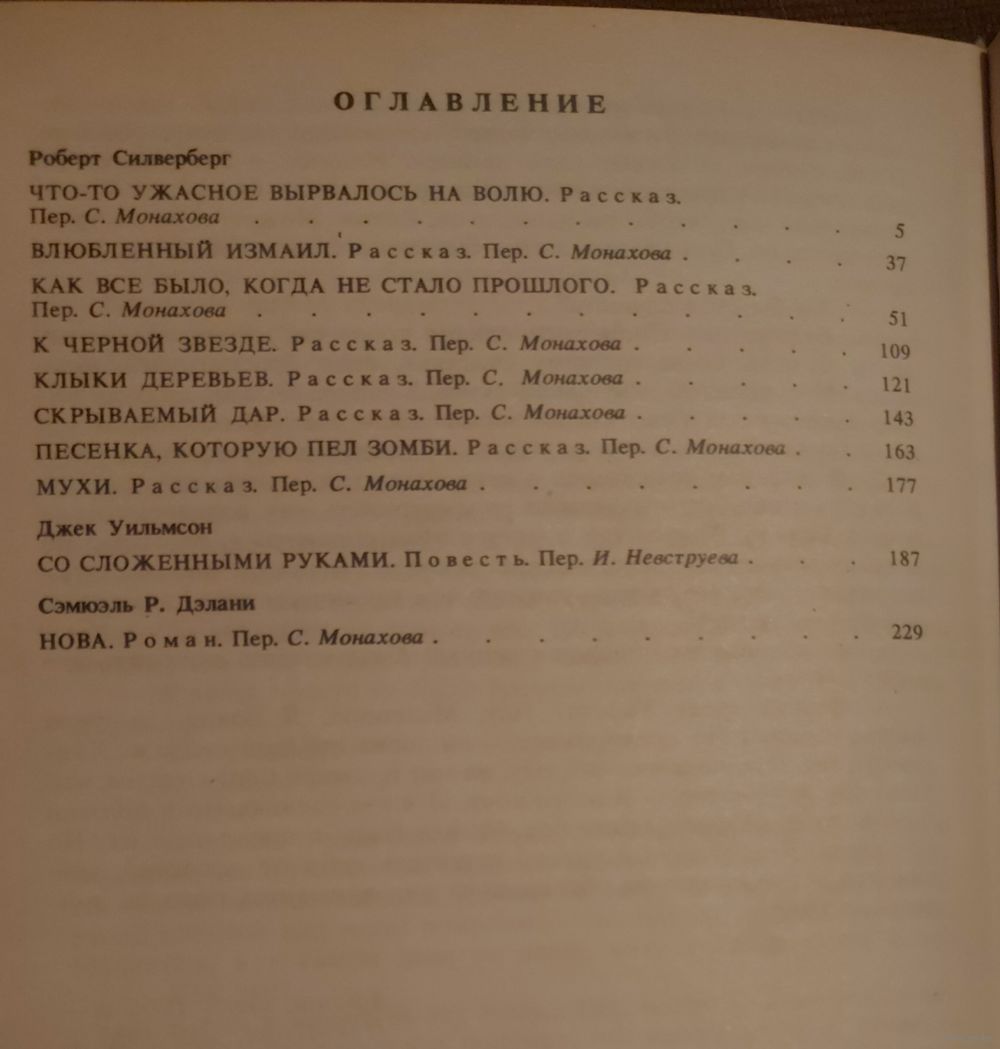 ОГЛАВЛЕНИЕ
Роберт Силверберг
ЧТО-ТО УЖАСНОЕ ВЫРВАЛОСЬ НА ВОЛЮ. Рассказ.
Пер. С. Монахова . . . . . . . . . . . . 5
ВЛЮБЛЕННЫЙ ИЗМАИЛ. Рассказ. Пер. С. Монахова . . . . 37
КАК ВСЕ БЫЛО, КОГДА НЕ СТАЛО ПРОШЛОГО. Рассказ.
Пер. С. Монахова . . . . . . . . . . . . 51
К ЧЕРНОЙ ЗВЕЗДЕ. Рассказ. Пер. С. Монахова . . . . . 109
КЛЫКИ ДЕРЕВЬЕВ. Рассказ. Пер. С. Монахова . . . . . 121
СКРЫВАЕМЫЙ ДАР. Рассказ. Пер. С. Монахова . . . . . 143
ПЕСЕНКА, КОТОРУЮ ПЕЛ ЗОМБИ. Рассказ. Пер. С. Монахова . . 163
МУХИ. Рассказ. Пер. С. Монахова . . . . . . . . 177
Джек Уильмсон
СО СЛОЖЕННЫМИ РУКАМИ. Повесть. Пер. И. Невструева . . . 187
Сэмюэль Р. Дэлани
НОВА. Роман. Пер. С. Монахова . . . . . . . . . 229